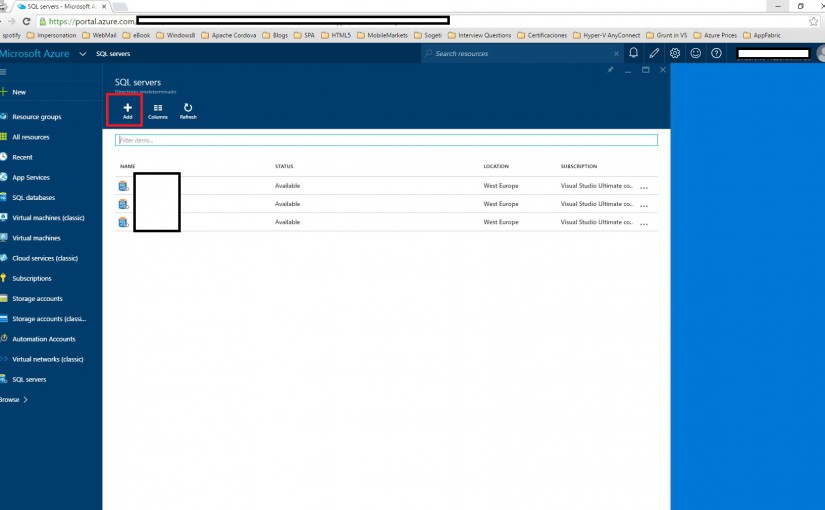 SQL servers - Microsoft A
https://portal.azure.com
spotify Impersonation WebMail eBook Windows8 Apache Cordova Blogs SPA HTML5 MobileMarkets Sogeti Interview Questions Certificaciones Hyper-V AnyConnect Grunt in VS Azure Prices AppFabric
Microsoft Azure SQL servers Search resources
New
Resource groups
All resources
Recent
App Services
SQL databases
Virtual machines (classic)
Virtual machines
Cloud services (classic)
Subscriptions
Storage accounts
Storage accounts (classi...
Automation Accounts
Virtual networks (classic)
SQL servers
Browse
SQL servers
Directorio predeterminado
Add Columns Refresh
Filter items...
NAME STATUS LOCATION SUBSCRIPTION
Available West Europe Visual Studio Ultimate co... ...
Available West Europe Visual Studio Ultimate co... ...
Available West Europe Visual Studio Ultimate co... ...